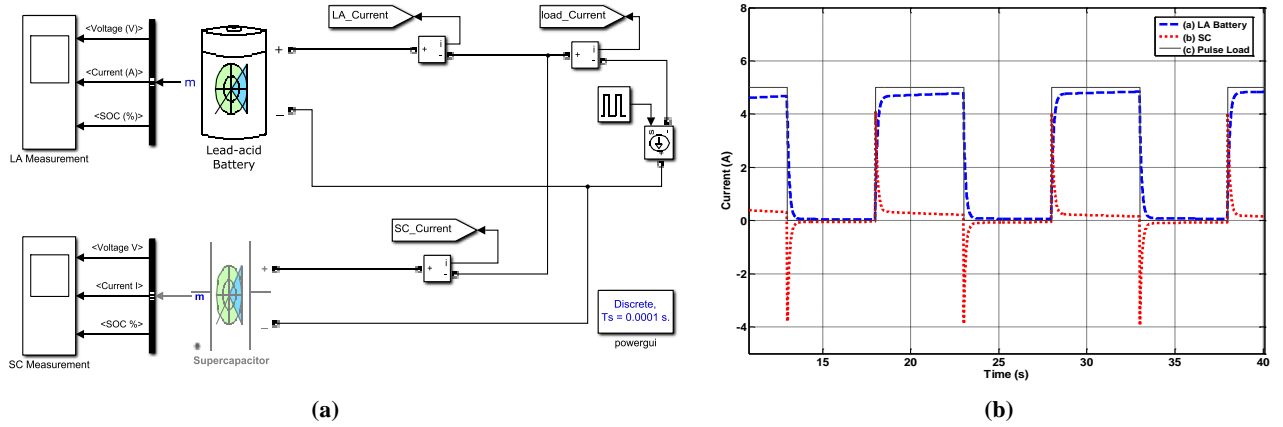 <Voltage (V)>
<Current (A)>
<SOC (%)>
LA Measurement
m
+
_
Lead-acid
Battery
LA_Current
load_Current
+
i
-
+
i
-
s
-
+
<Voltage V>
<Current I>
<SOC %>
SC Measurement
m
+
_
Supercapacitor
SC_Current
+
i
-
Discrete,
Ts = 0.0001 s.
powergui
(a)
(a) LA Battery
(b) SC
(c) Pulse Load
Current (A)
8
6
4
2
0
-2
-4
15
20
25
30
35
40
Time (s)
(b)